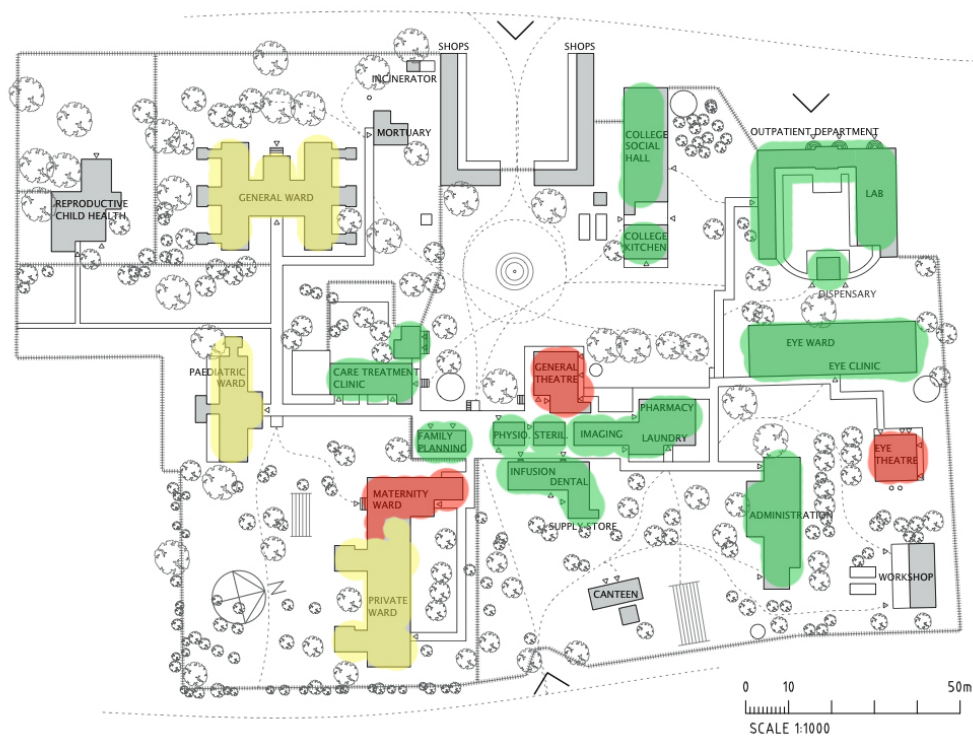 SHOPS
SHOPS
INCINERATOR
MORTUARY
COLLEGE
SOCIAL
HALL
OUTPATIENT DEPARTMENT
LAB
REPRODUCTIVE
CHILD HEALTH
GENERAL WARD
COLLEGE
KITCHEN
DISPENSARY
EYE WARD
EYE CLINIC
PAEDIATRIC
WARD
CARE TREATMENT
CLINIC
GENERAL
THEATRE
PHARMACY
FAMILY
PLANNING
PHYSIO.
STERIL.
IMAGING
LAUNDRY
EYE
THEATRE
INFUSION
DENTAL
MATERNITY
WARD
SUPPLY STORE
ADMINISTRATION
N
WORKSHOP
CANTEEN
PRIVATE
WARD
0 10 50m
SCALE 1:1000